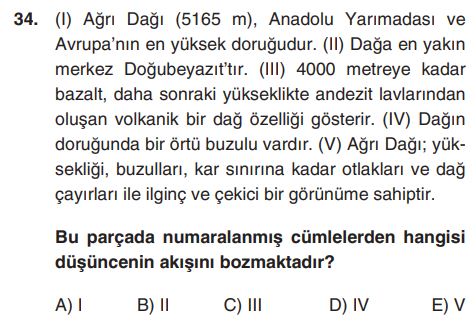 34. (I) Ağrı Dağı (5165 m), Anadolu Yarımadası ve
Avrupa’nın en yüksek doruğudur. (II) Dağa en yakın
merkez Doğubeyazıt’tır. (III) 4000 metreye kadar
bazalt, daha sonraki yükseklikte andezit lavlarından
oluşan volkanik bir dağ özelliği gösterir. (IV) Dağın
doruğunda bir örtü buzulu vardır. (V) Ağrı Dağı; yük-
sekliği, buzulları, kar sınırına kadar otlakları ve dağ
çayırları ile ilginç ve çekici bir görünüme sahiptir.
Bu parçada numaralanmış cümlelerden hangisi
düşüncenin akışını bozmaktadır?
A) I B) II C) III D) IV E) V